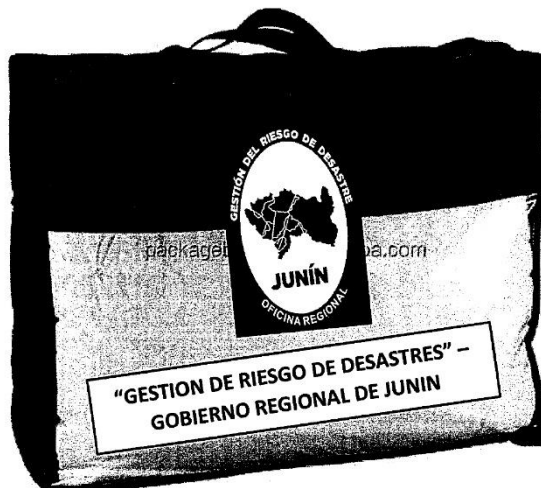 GESTIÓN DEL RIESGO DE DESASTRE
JUNÍN
OFICINA REGIONAL
"GESTION DE RIESGO DE DESASTRES" –
GOBIERNO REGIONAL DE JUNIN